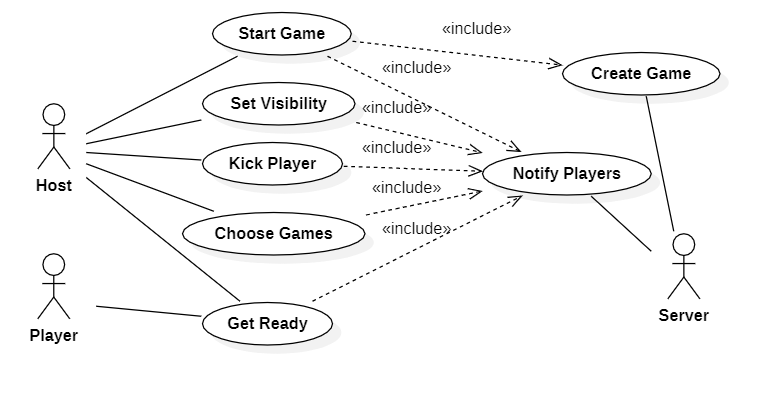 Start Game
«include»
Create Game
«include»
Set Visibility
«include»
Kick Player
«include»
Notify Players
Host
«include»
Choose Games
«include»
Get Ready
Player
Server